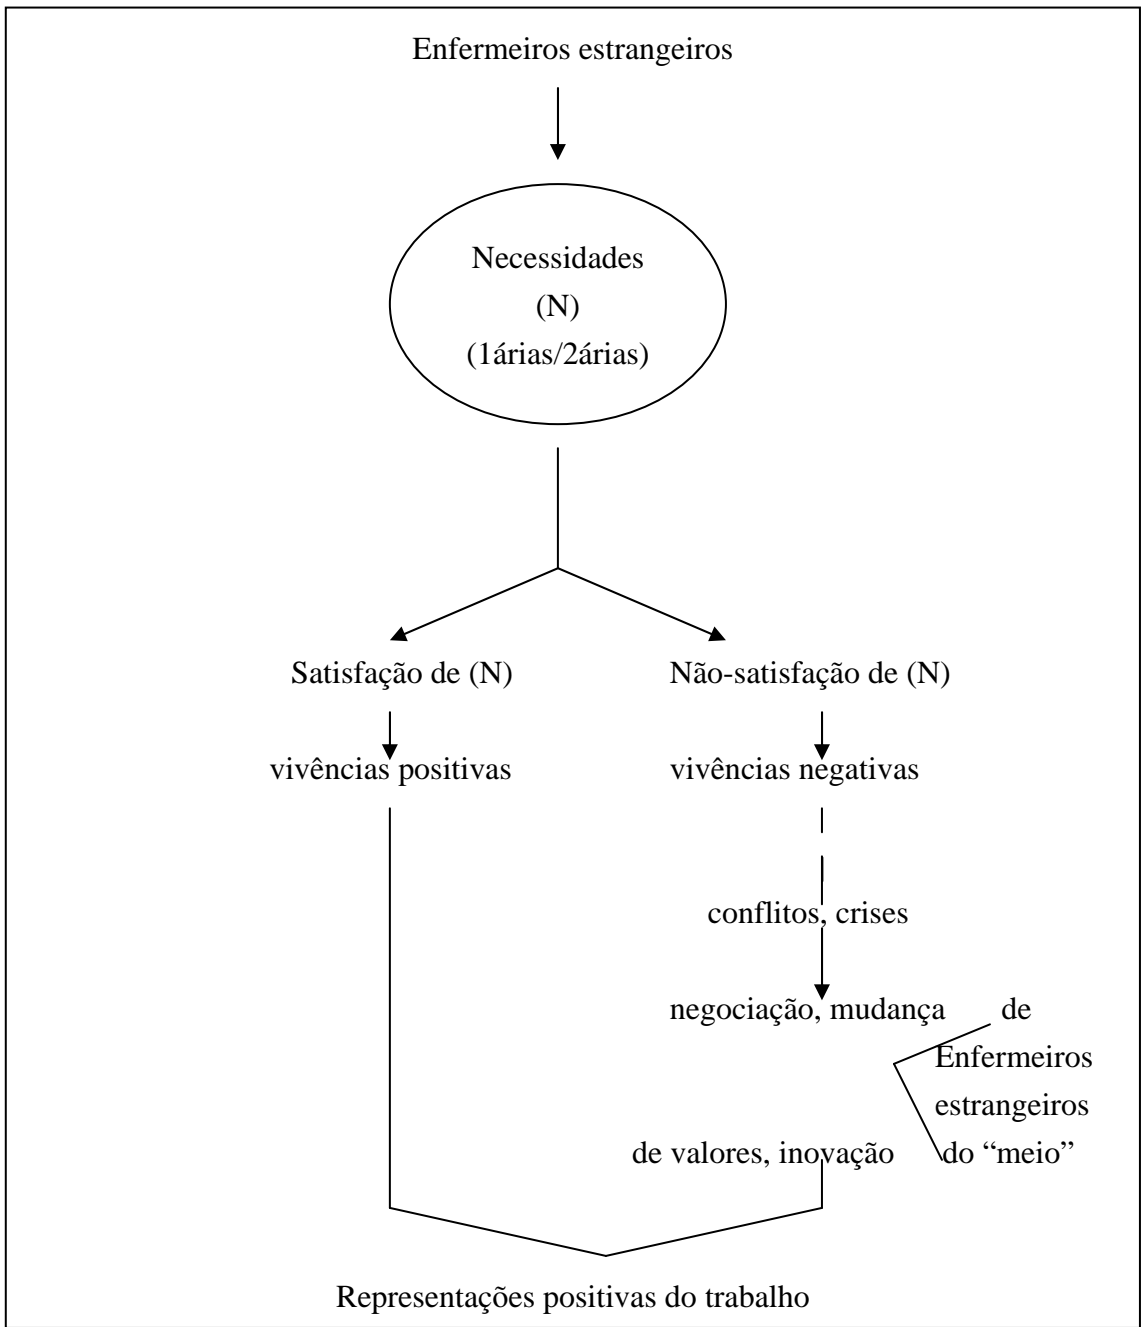 Enfermeiros estrangeiros
Necessidades
(N)
(1árias/2árias)
Satisfação de (N)
Não-satisfação de (N)
vivências positivas
vivências negativas
conflitos, crises
negociação, mudança
de
Enfermeiros
estrangeiros
de valores, inovação
do “meio”
Representações positivas do trabalho